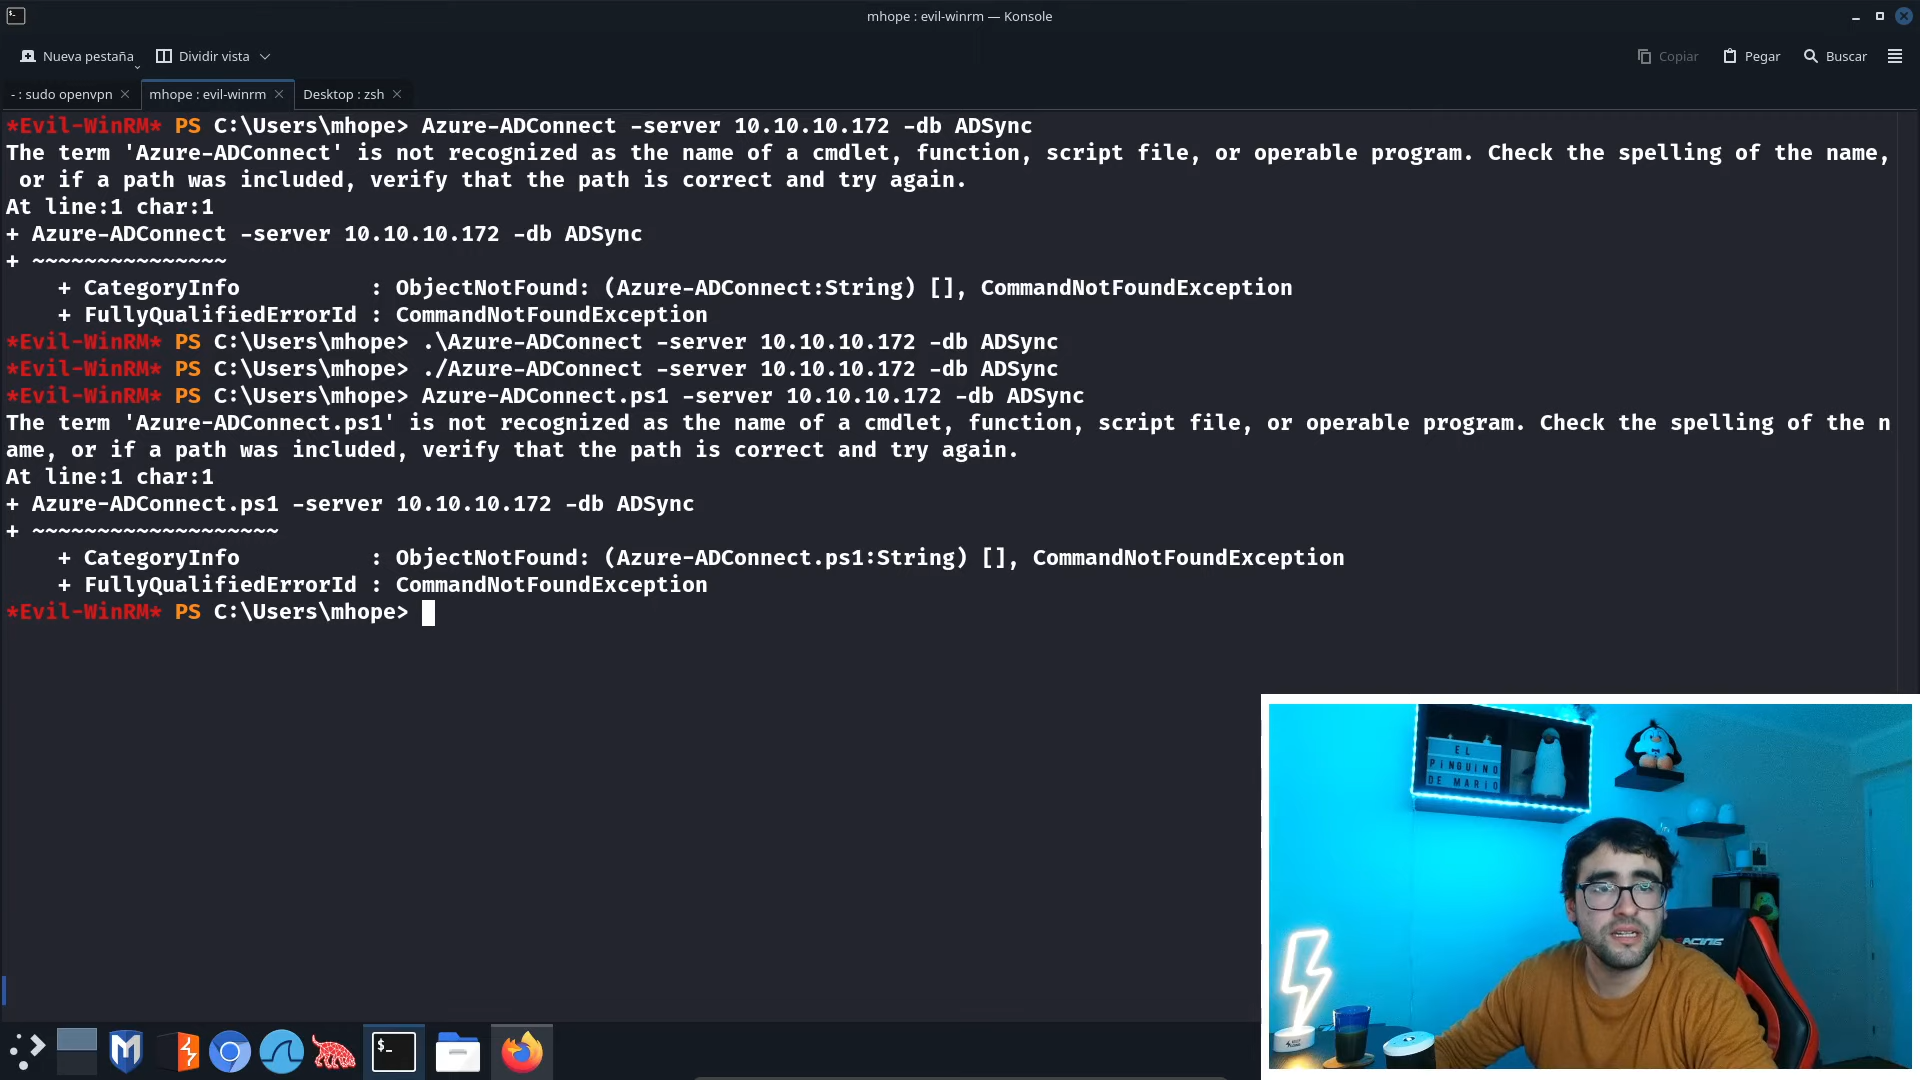 mhope : evil-winrm — Konsole
Nueva pestaña
Dividir vista
Copiar
Pegar
Buscar
- : sudo openvpn
mhope : evil-winrm
Desktop : zsh
*Evil-WinRM* PS C:\Users\mhope> Azure-ADConnect -server 10.10.10.172 -db ADSync
The term 'Azure-ADConnect' is not recognized as the name of a cmdlet, function, script file, or operable program. Check the spelling of the name,
or if a path was included, verify that the path is correct and try again.
At line:1 char:1
+ Azure-ADConnect -server 10.10.10.172 -db ADSync
+ ~~~~~~~~~~~~~~~
+ CategoryInfo : ObjectNotFound: (Azure-ADConnect:String) [], CommandNotFoundException
+ FullyQualifiedErrorId : CommandNotFoundException
*Evil-WinRM* PS C:\Users\mhope> .\Azure-ADConnect -server 10.10.10.172 -db ADSync
*Evil-WinRM* PS C:\Users\mhope> ./Azure-ADConnect -server 10.10.10.172 -db ADSync
*Evil-WinRM* PS C:\Users\mhope> Azure-ADConnect.ps1 -server 10.10.10.172 -db ADSync
The term 'Azure-ADConnect.ps1' is not recognized as the name of a cmdlet, function, script file, or operable program. Check the spelling of the n
ame, or if a path was included, verify that the path is correct and try again.
At line:1 char:1
+ Azure-ADConnect.ps1 -server 10.10.10.172 -db ADSync
+ ~~~~~~~~~~~~~~~~~~~
+ CategoryInfo : ObjectNotFound: (Azure-ADConnect.ps1:String) [], CommandNotFoundException
+ FullyQualifiedErrorId : CommandNotFoundException
*Evil-WinRM* PS C:\Users\mhope>
EL
PiNGUiNO
DE MARiO